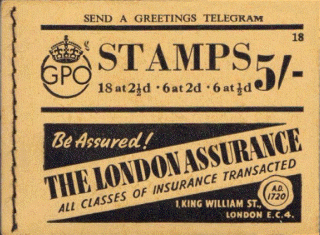 SEND A GREETINGS TELEGRAM
18
GPO
STAMPS 5/-
18 at 2½d · 6 at 2d · 6 at ½d
Be Assured!
THE LONDON ASSURANCE
ALL CLASSES OF INSURANCE TRANSACTED
1, KING WILLIAM ST.,
LONDON E.C.4.
A.D.
1720